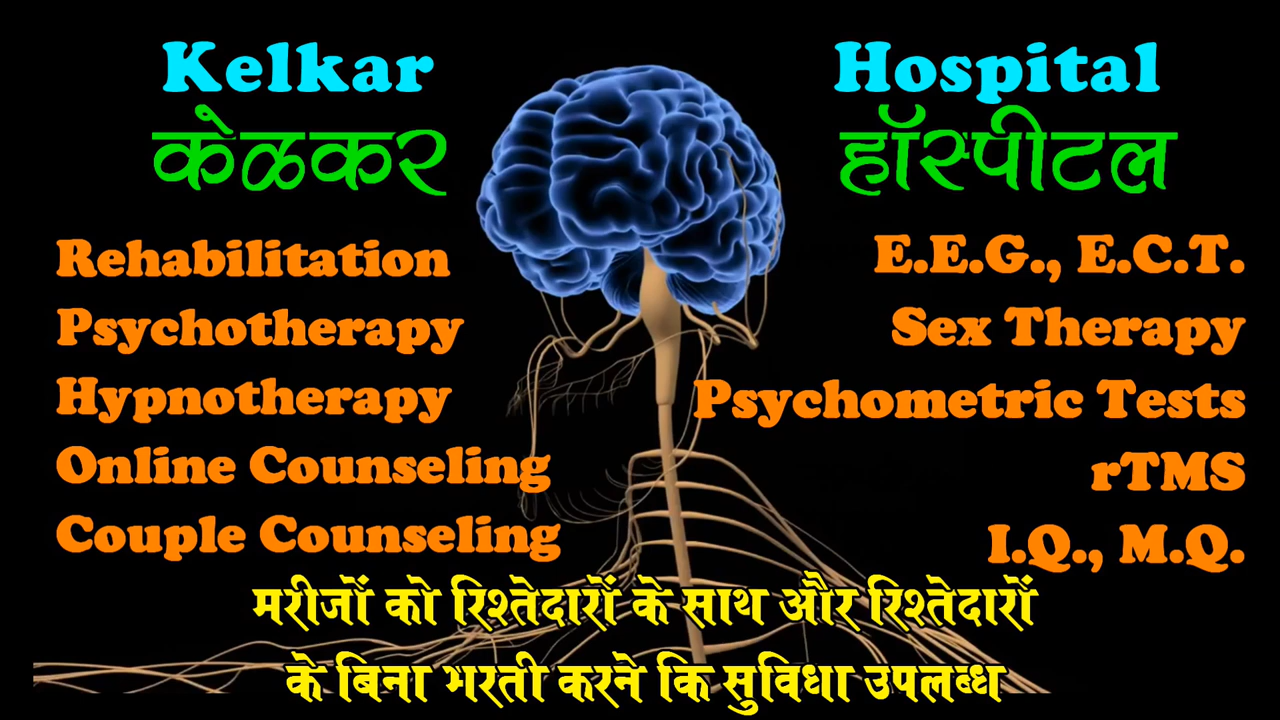 Kelkar Hospital
केळकर हॉस्पीटल
Rehabilitation
Psychotherapy
Hypnotherapy
Online Counseling
Couple Counseling
E.E.G., E.C.T.
Sex Therapy
Psychometric Tests
rTMS
I.Q., M.Q.
मरीजों को रिश्तेदारों के साथ और रिश्तेदारों
के बिना भरती करने कि सुविधा उपलब्ध